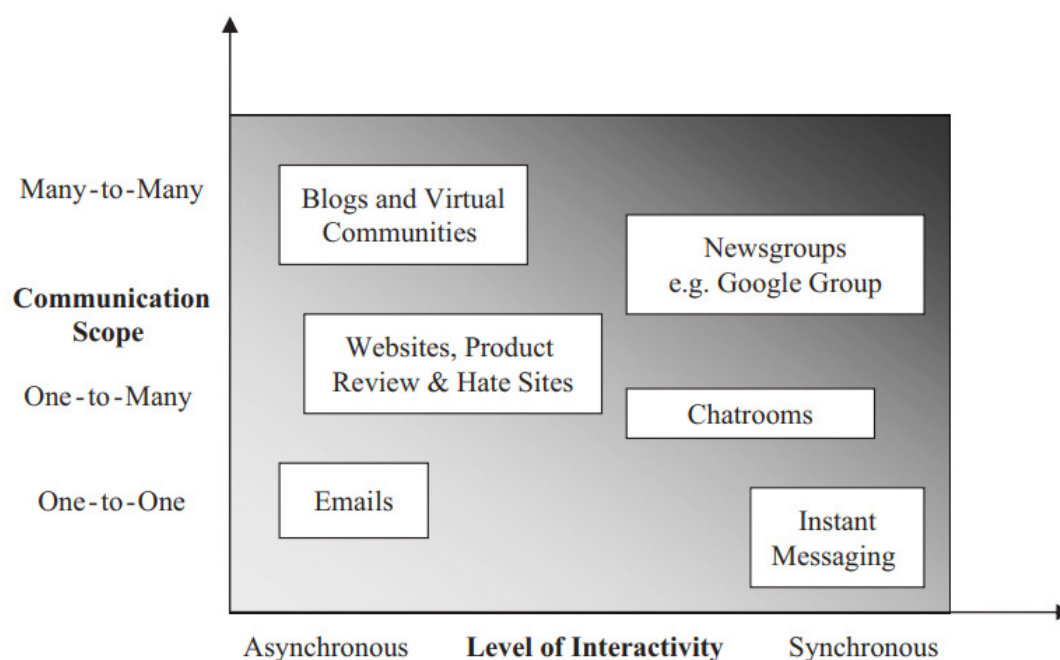 Many-to-Many
Blogs and Virtual
Communities
Newsgroups
e.g. Google Group
Communication
Scope
Websites, Product
Review & Hate Sites
One-to-Many
Chatrooms
One-to-One
Emails
Instant
Messaging
Asynchronous
Level of Interactivity
Synchronous